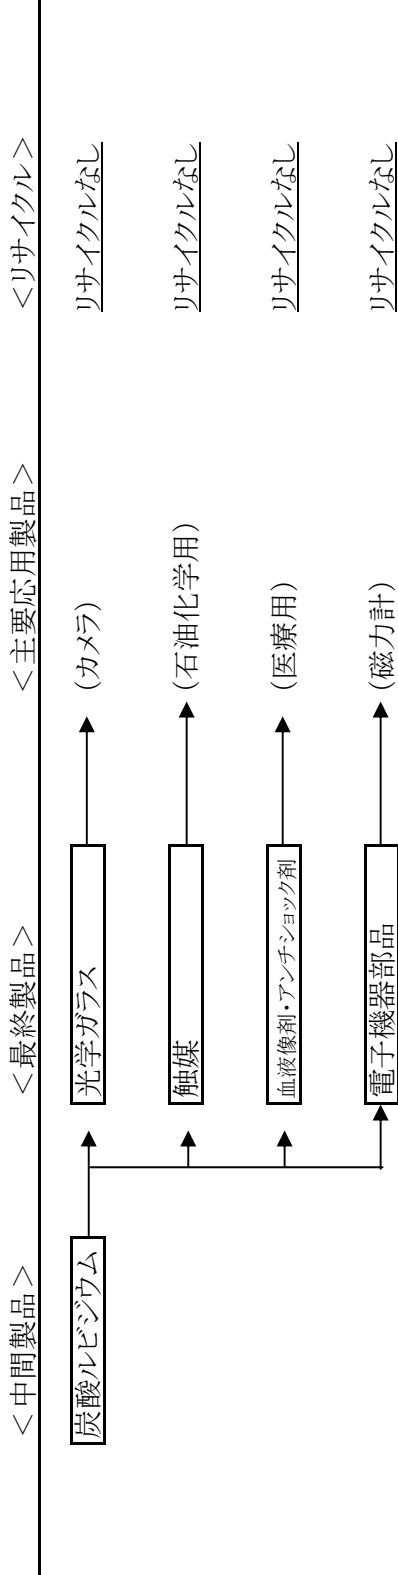 ＜中間製品＞ ＜最終製品＞ ＜主要応用製品＞ ＜リサイクル＞
炭酸ルビジウム 光学ガラス (カメラ) リサイクルなし
触媒 (石油化学用) リサイクルなし
血液像剤・アンチショック剤 (医療用) リサイクルなし
電子機器部品 (磁力計) リサイクルなし